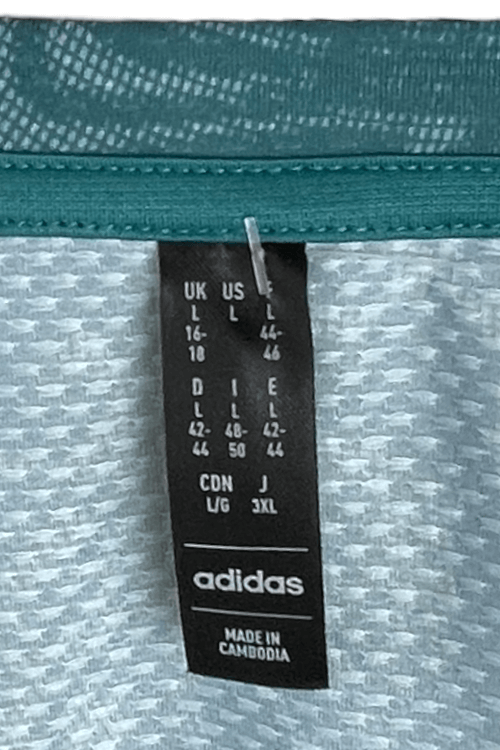 UK US F
L L L
16- 44-
18 46
D I E
L L L
42- 48- 42-
44 50 44
CDN J
L/G 3XL
adidas
MADE IN
CAMBODIA